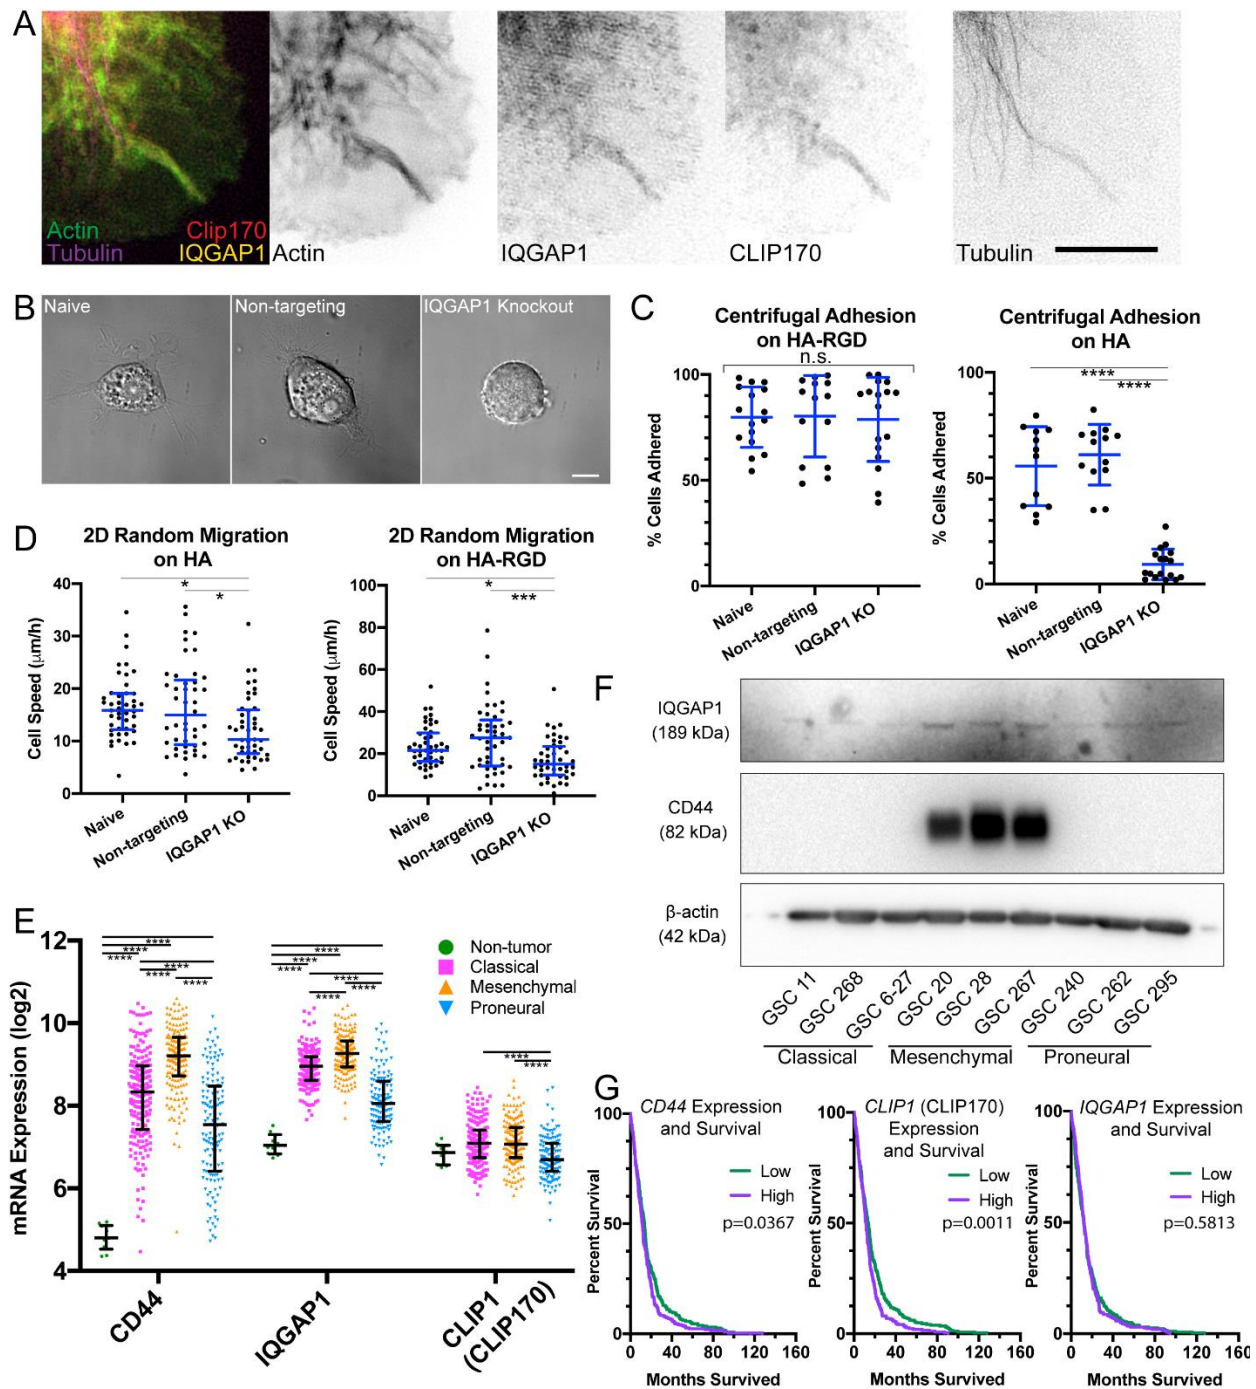 A
Actin
Clip170
Tubulin
IQGAP1
Actin
IQGAP1
CLIP170
Tubulin
B
Naive
Non-targeting
IQGAP1 Knockout
C
Centrifugal Adhesion
on HA-RGD
n.s.
% Cells Adhered
100
50
0
Naive
Non-targeting
IQGAP1 KO
Centrifugal Adhesion
on HA
****
****
% Cells Adhered
100
50
0
Naive
Non-targeting
IQGAP1 KO
D
2D Random Migration
on HA
*
*
Cell Speed (μm/h)
40
30
20
10
0
Naive
Non-targeting
IQGAP1 KO
2D Random Migration
on HA-RGD
*
***
Cell Speed (μm/h)
100
80
60
40
20
0
Naive
Non-targeting
IQGAP1 KO
E
mRNA Expression (log2)
12
10
8
6
4
****
****
****
****
****
****
****
****
****
****
****
****
****
Non-tumor
Classical
Mesenchymal
Proneural
CD44
IQGAP1
CLIP1
(CLIP170)
F
IQGAP1
(189 kDa)
CD44
(82 kDa)
β-actin
(42 kDa)
GSC 11
GSC 268
GSC 6-27
GSC 20
GSC 28
GSC 267
GSC 240
GSC 262
GSC 295
Classical
Mesenchymal
Proneural
G
CD44 Expression
and Survival
Low
High
p=0.0367
Percent Survival
100
50
0
0 40 80 120 160
Months Survived
CLIP1 (CLIP170)
Expression
and Survival
Low
High
p=0.0011
Percent Survival
100
50
0
0 40 80 120 160
Months Survived
IQGAP1 Expression
and Survival
Low
High
p=0.5813
Percent Survival
100
50
0
0 40 80 120 160
Months Survived